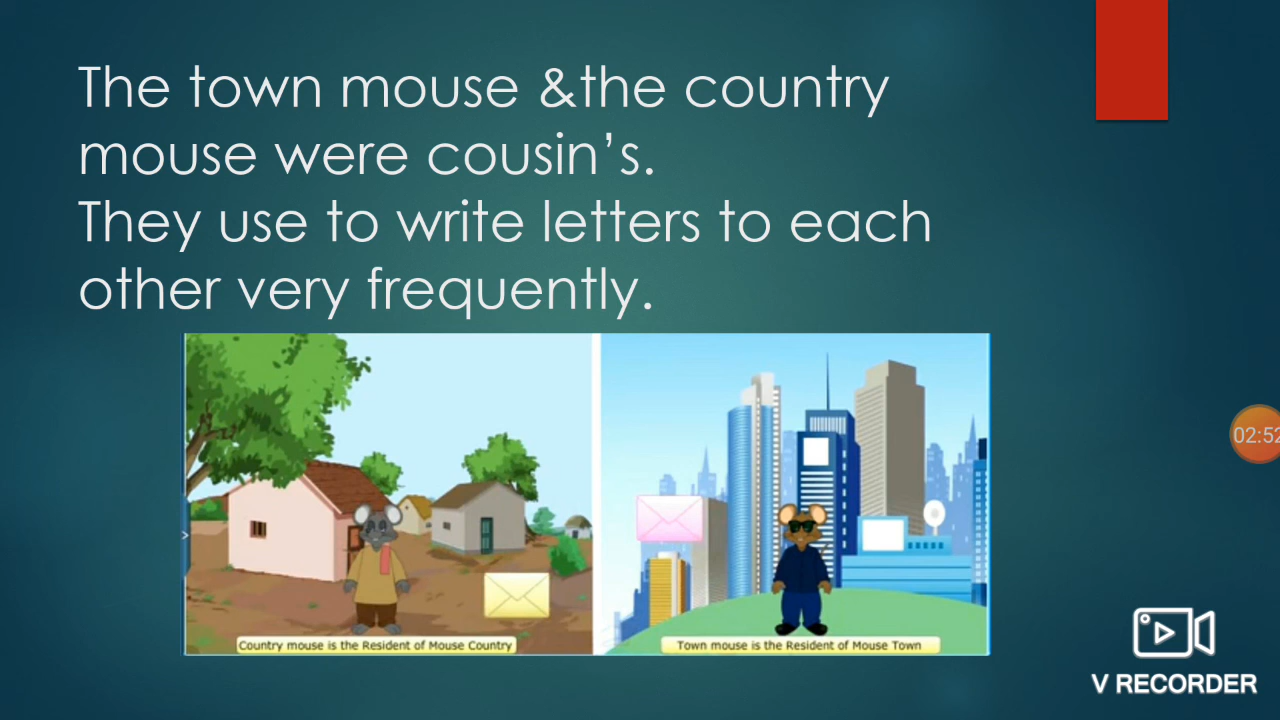 The town mouse &the country
mouse were cousin’s.
They use to write letters to each
other very frequently.
Country mouse is the Resident of Mouse Country
Town mouse is the Resident of Mouse Town
02:52
V RECORDER